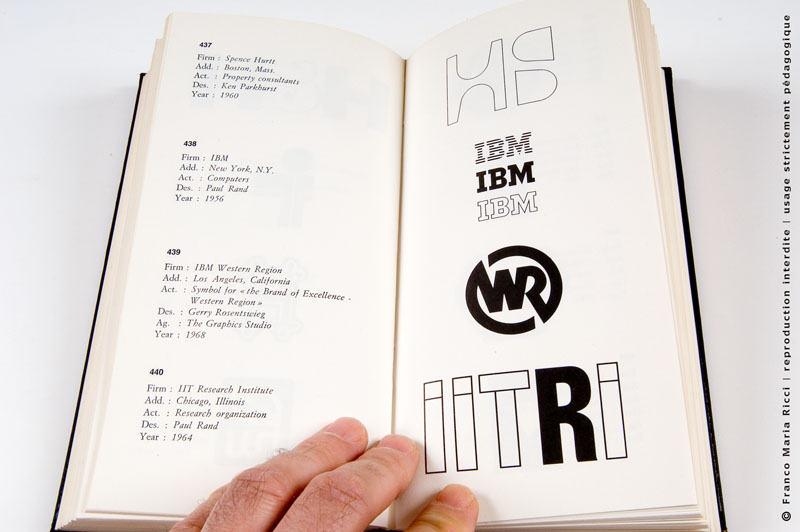 437
Firm : Spence Hurtt
Add. : Boston, Mass.
Act. : Property consultants
Des. : Ken Parkhurst
Year : 1960
438
Firm : IBM
Add. : New York, N.Y.
Act. : Computers
Des. : Paul Rand
Year : 1956
439
Firm : IBM Western Region
Add. : Los Angeles, California
Act. : Symbol for « the Brand of Excellence -
Western Region »
Des. : Gerry Rosentswieg
Ag. : The Graphics Studio
Year : 1968
440
Firm : IIT Research Institute
Add. : Chicago, Illinois
Act. : Research organization
Des. : Paul Rand
Year : 1964
HS
IBM
IBM
IBM
WR
IITRI
© Franco Maria Ricci | reproduction interdite | usage strictement pédagogique